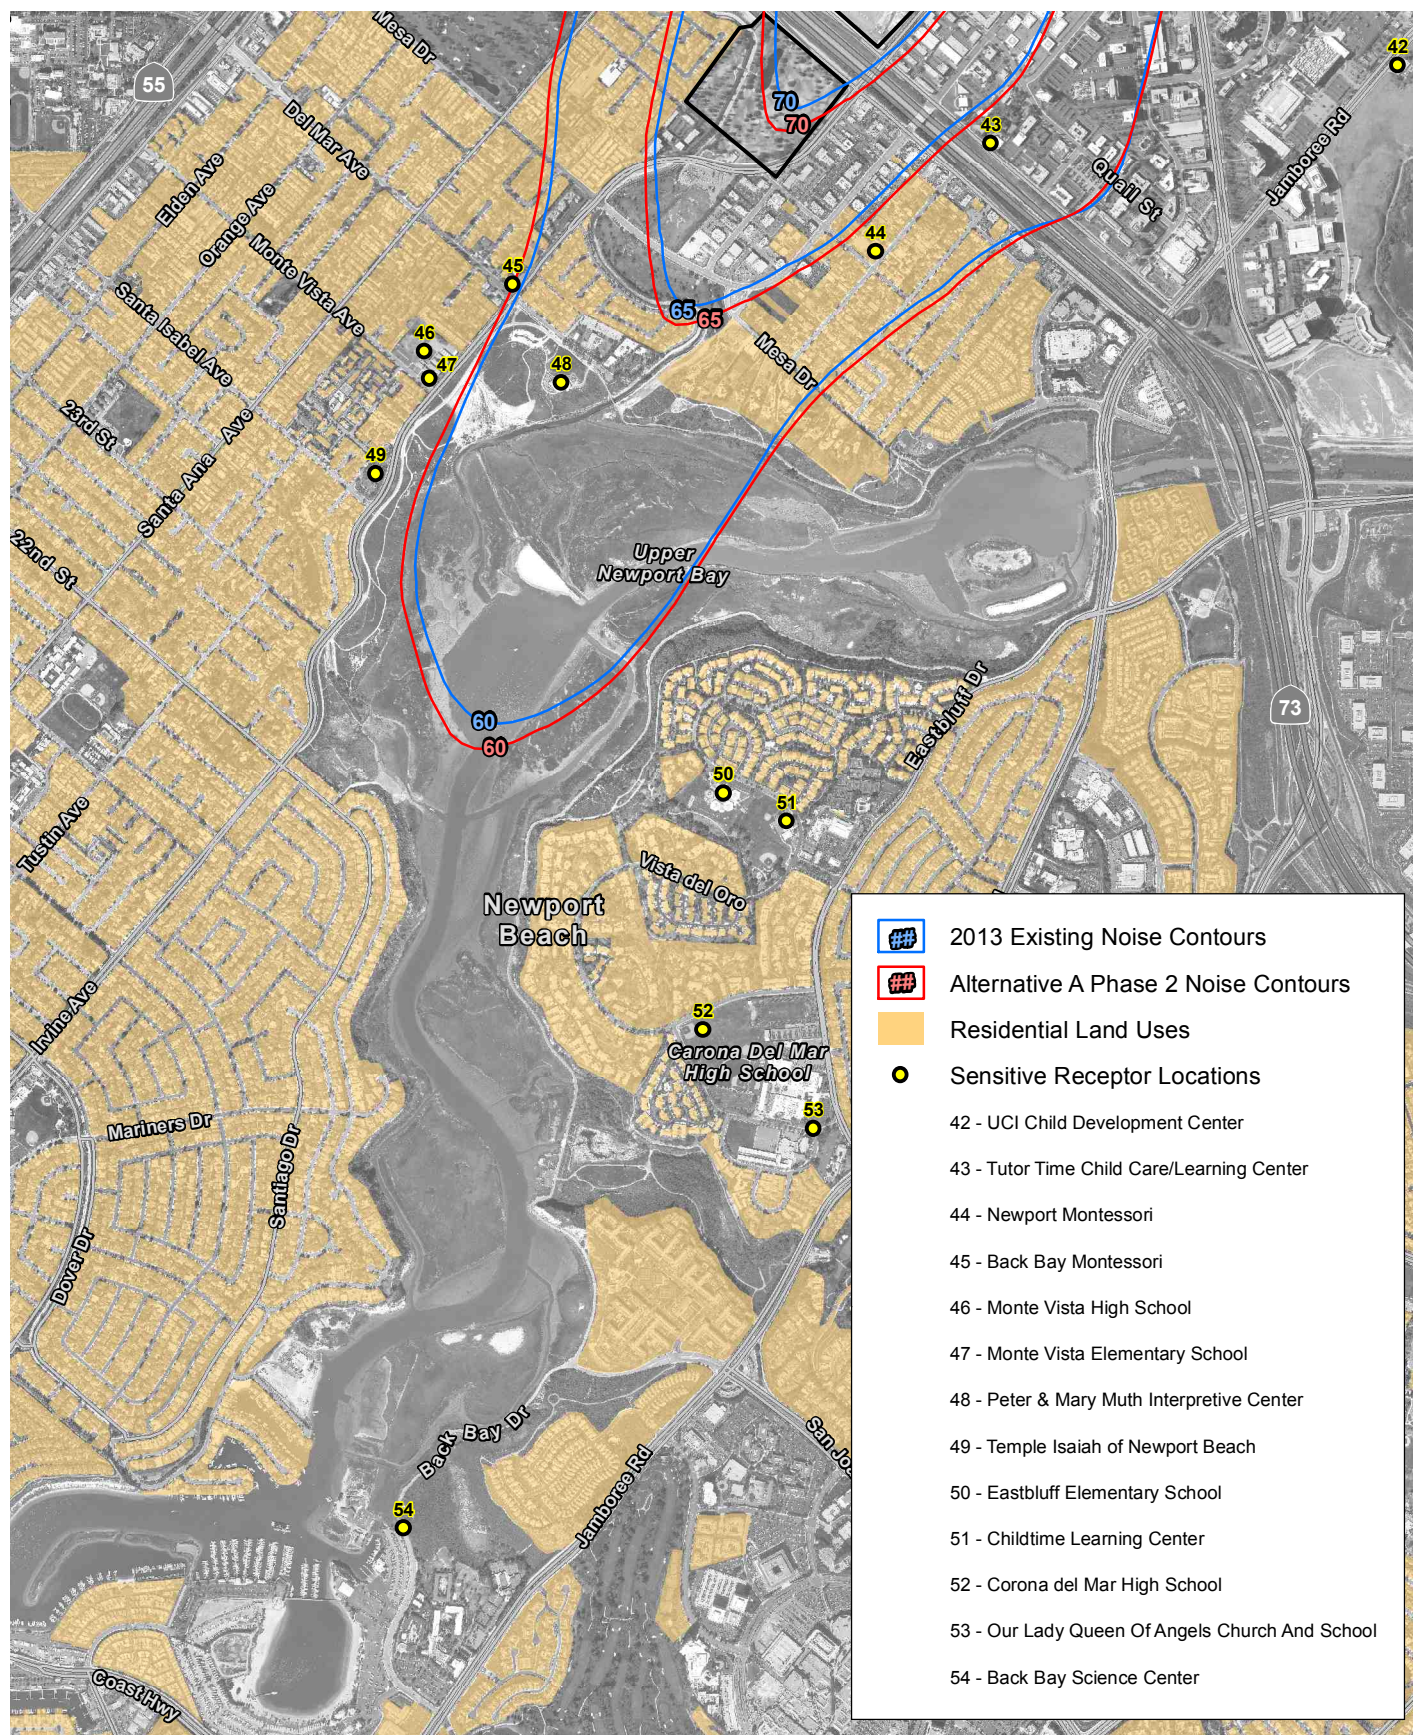 Mesa Dr
42
55
70
70
43
Del Mar Ave
Jamboree Rd
Elden Ave
Quail St
Orange Ave
44
Monte Vista Ave
45
Santa Isabel Ave
65
65
46
47
48
Mesa Dr
23rd St
Santa Ana Ave
49
22nd St
Upper
Newport Bay
Eastbluff Dr
73
60
60
50
51
Tustin Ave
Vista del Oro
Newport
Beach
Irvine Ave
52
Carona Del Mar
High School
53
Mariners Dr
Santiago Dr
Dover Dr
Back Bay Dr
San Joa
Jamboree Rd
54
Coast Hwy
## 2013 Existing Noise Contours
## Alternative A Phase 2 Noise Contours
Residential Land Uses
Sensitive Receptor Locations
42 - UCI Child Development Center
43 - Tutor Time Child Care/Learning Center
44 - Newport Montessori
45 - Back Bay Montessori
46 - Monte Vista High School
47 - Monte Vista Elementary School
48 - Peter & Mary Muth Interpretive Center
49 - Temple Isaiah of Newport Beach
50 - Eastbluff Elementary School
51 - Childtime Learning Center
52 - Corona del Mar High School
53 - Our Lady Queen Of Angels Church And School
54 - Back Bay Science Center